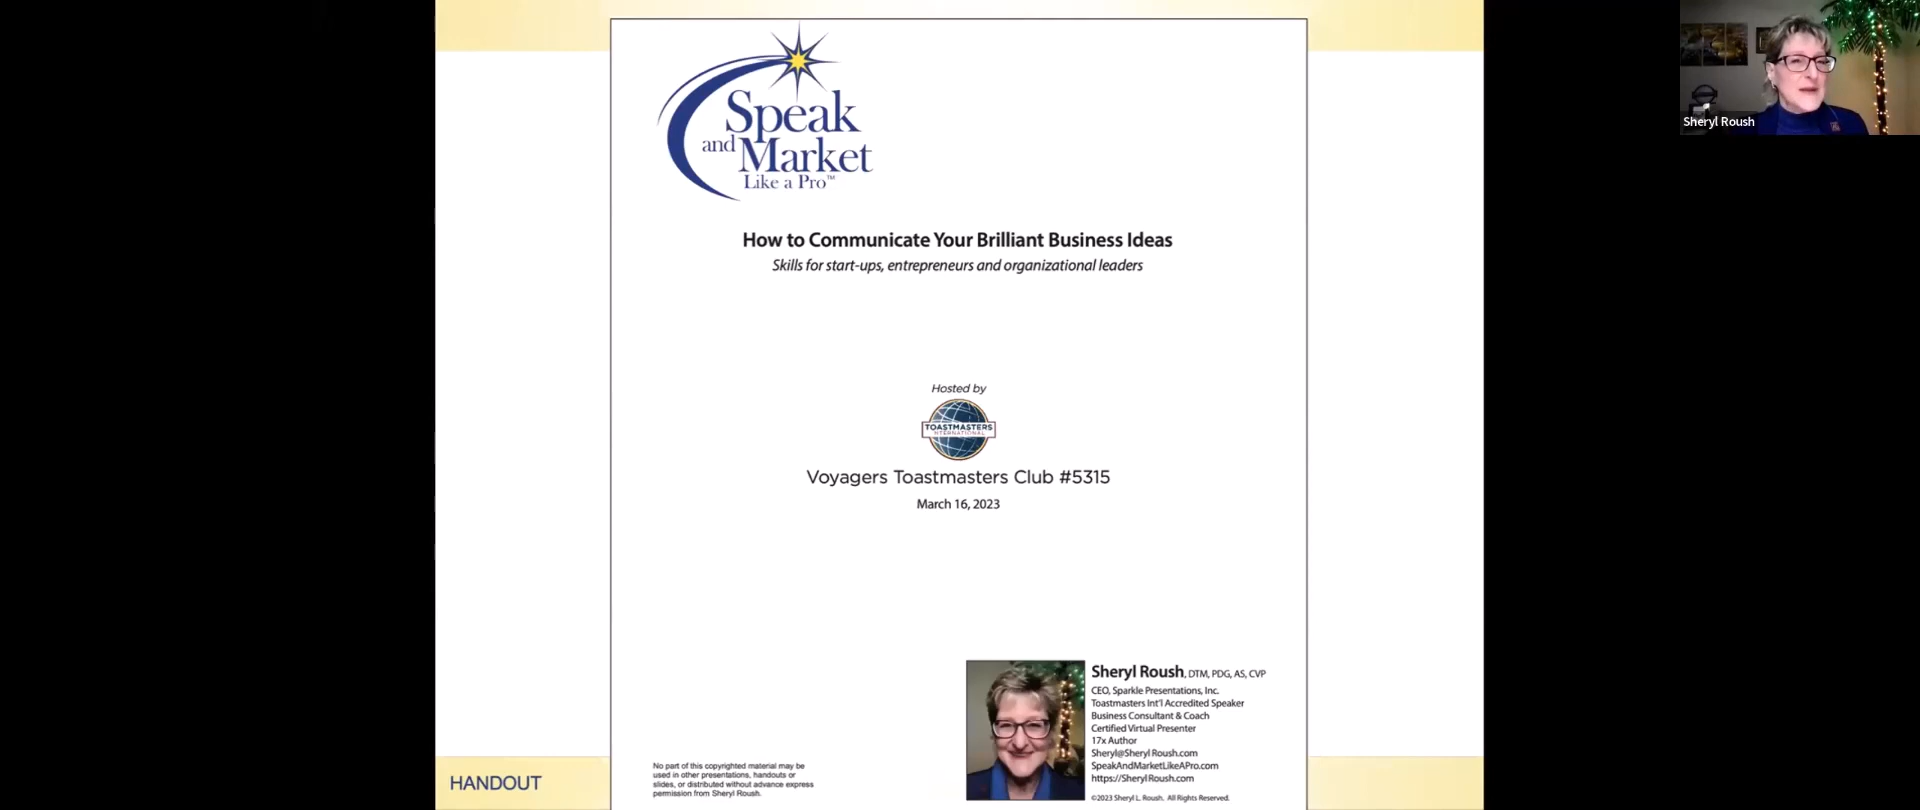 Speak
and Market
Like a Pro™
Sheryl Roush
How to Communicate Your Brilliant Business Ideas
Skills for start-ups, entrepreneurs and organizational leaders
Hosted by
TOASTMASTERS
INTERNATIONAL
Voyagers Toastmasters Club #5315
March 16, 2023
Sheryl Roush, DTM, PDG, AS, CVP
CEO, Sparkle Presentations, Inc.
Toastmasters Int'l Accredited Speaker
Business Consultant & Coach
Certified Virtual Presenter
17x Author
Sheryl@SherylRoush.com
SpeakAndMarketLikeAPro.com
https://SherylRoush.com
©2023 Sheryl L. Roush. All Rights Reserved.
No part of this copyrighted material may be
used in other presentations, handouts or
slides, or distributed without advance express
permission from Sheryl Roush.
HANDOUT